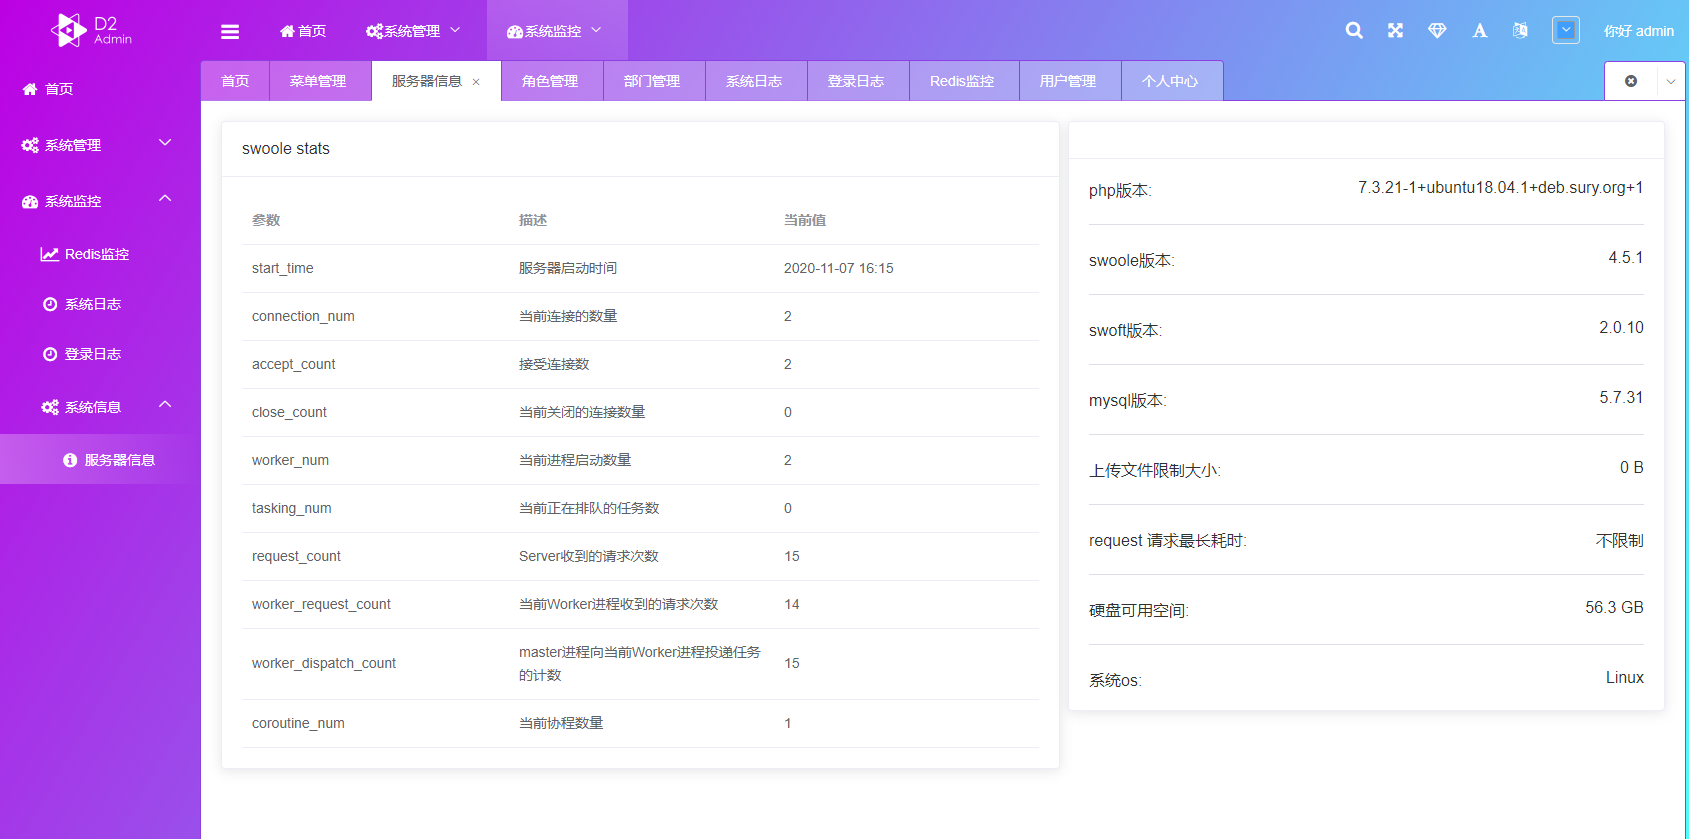 D2
Admin
首页
系统管理
系统监控
你好 admin
首页
系统管理
系统监控
Redis监控
系统日志
登录日志
系统信息
服务器信息
首页
菜单管理
服务器信息
角色管理
部门管理
系统日志
登录日志
Redis监控
用户管理
个人中心
swoole stats
参数 描述 当前值
start_time 服务器启动时间 2020-11-07 16:15
connection_num 当前连接的数量 2
accept_count 接受连接数 2
close_count 当前关闭的连接数量 0
worker_num 当前进程启动数量 2
tasking_num 当前正在排队的任务数 0
request_count Server收到的请求次数 15
worker_request_count 当前Worker进程收到的请求次数 14
worker_dispatch_count master进程向当前Worker进程投递任务 15
的计数
coroutine_num 当前协程数量 1
php版本: 7.3.21-1+ubuntu18.04.1+deb.sury.org+1
swoole版本: 4.5.1
swoft版本: 2.0.10
mysql版本: 5.7.31
上传文件限制大小: 0 B
request 请求最长耗时: 不限制
硬盘可用空间: 56.3 GB
系统os: Linux